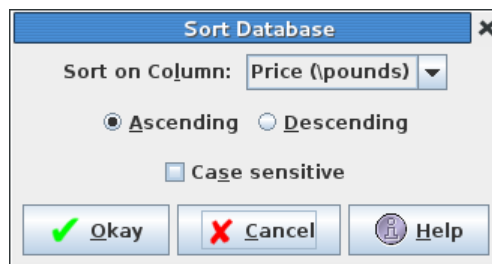 Sort Database
Sort on Column: Price (\pounds)
Ascending Descending
Case sensitive
Okay Cancel Help